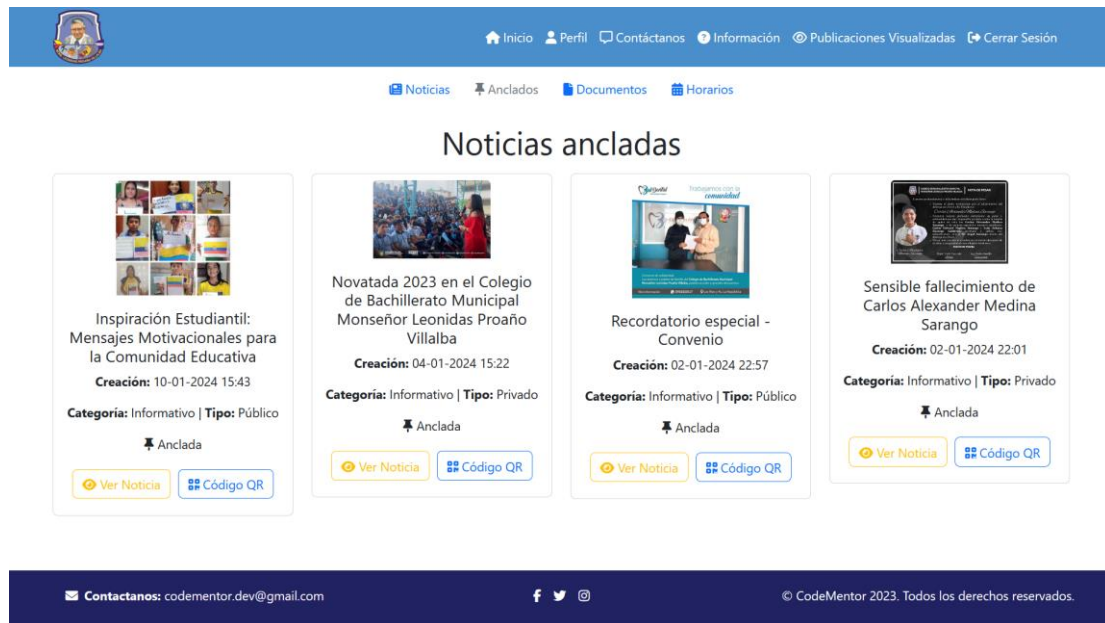 Inicio Perfil Contáctanos Información Publicaciones Visualizadas Cerrar Sesión
Noticias Anclados Documentos Horarios
Noticias ancladas
Inspiración Estudiantil:
Mensajes Motivacionales para
la Comunidad Educativa
Creación: 10-01-2024 15:43
Categoría: Informativo | Tipo: Público
Anclada
Ver Noticia Código QR
Novatada 2023 en el Colegio
de Bachillerato Municipal
Monseñor Leonidas Proaño
Villalba
Creación: 04-01-2024 15:22
Categoría: Informativo | Tipo: Privado
Anclada
Ver Noticia Código QR
Trabajamos con la
comunidad
Recordatorio especial -
Convenio
Creación: 02-01-2024 22:57
Categoría: Informativo | Tipo: Público
Anclada
Ver Noticia Código QR
Sensible fallecimiento de
Carlos Alexander Medina
Sarango
Creación: 02-01-2024 22:01
Categoría: Informativo | Tipo: Privado
Anclada
Ver Noticia Código QR
Contactanos: codementor.dev@gmail.com
© CodeMentor 2023. Todos los derechos reservados.